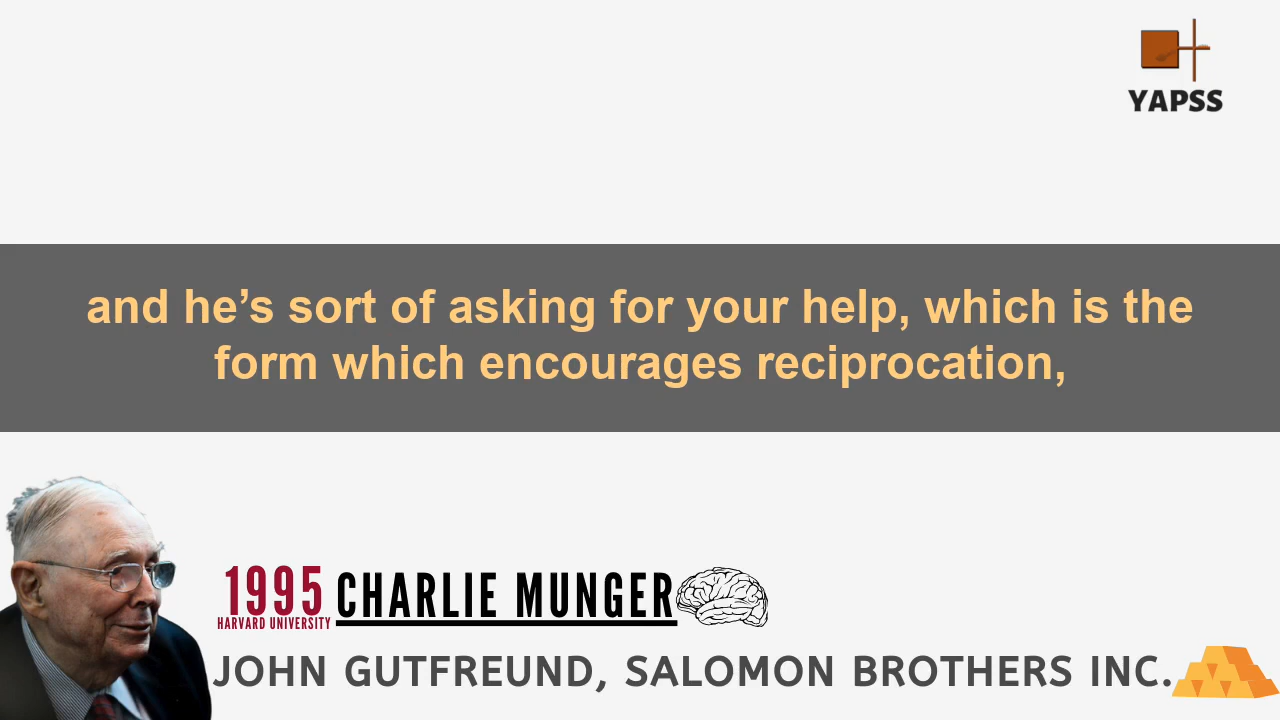 YAPSS
and he’s sort of asking for your help, which is the
form which encourages reciprocation,
1995 CHARLIE MUNGER
HARVARD UNIVERSITY
JOHN GUTFREUND, SALOMON BROTHERS INC.